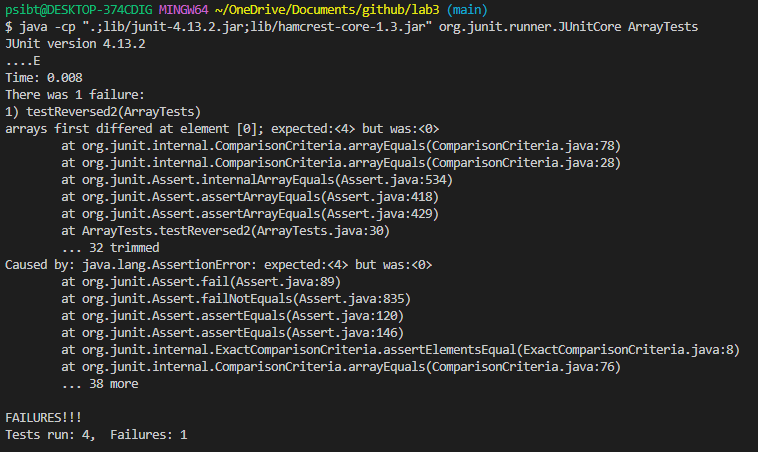 psibt@DESKTOP-374CDIG MINGW64 ~/OneDrive/Documents/github/lab3 (main)
$ java -cp ".;lib/junit-4.13.2.jar;lib/hamcrest-core-1.3.jar" org.junit.runner.JUnitCore ArrayTests
JUnit version 4.13.2
....E
Time: 0.008
There was 1 failure:
1) testReversed2(ArrayTests)
arrays first differed at element [0]; expected:<4> but was:<0>
        at org.junit.internal.ComparisonCriteria.arrayEquals(ComparisonCriteria.java:78)
        at org.junit.internal.ComparisonCriteria.arrayEquals(ComparisonCriteria.java:28)
        at org.junit.Assert.internalArrayEquals(Assert.java:534)
        at org.junit.Assert.assertArrayEquals(Assert.java:418)
        at org.junit.Assert.assertArrayEquals(Assert.java:429)
        at ArrayTests.testReversed2(ArrayTests.java:30)
        ... 32 trimmed
Caused by: java.lang.AssertionError: expected:<4> but was:<0>
        at org.junit.Assert.fail(Assert.java:89)
        at org.junit.Assert.failNotEquals(Assert.java:835)
        at org.junit.Assert.assertEquals(Assert.java:120)
        at org.junit.Assert.assertEquals(Assert.java:146)
        at org.junit.internal.ExactComparisonCriteria.assertElementsEqual(ExactComparisonCriteria.java:8)
        at org.junit.internal.ComparisonCriteria.arrayEquals(ComparisonCriteria.java:76)
        ... 38 more

FAILURES!!!
Tests run: 4,  Failures: 1